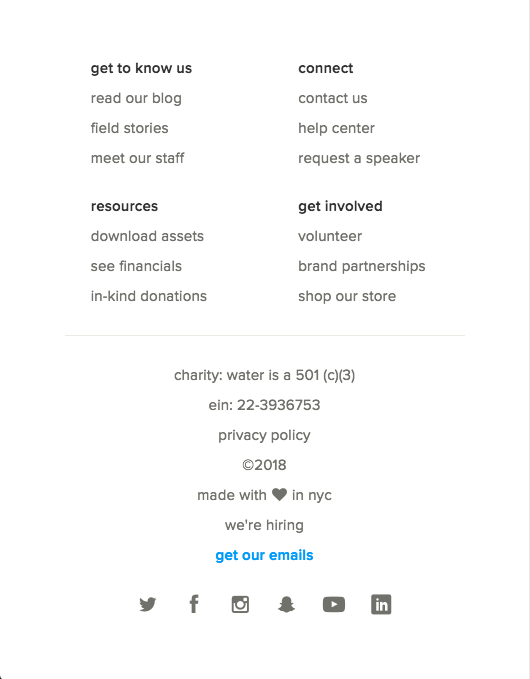 get to know us
read our blog
field stories
meet our staff
connect
contact us
help center
request a speaker
resources
download assets
see financials
in-kind donations
get involved
volunteer
brand partnerships
shop our store
charity: water is a 501 (c)(3)
ein: 22-3936753
privacy policy
©2018
made with ♥ in nyc
we're hiring
get our emails